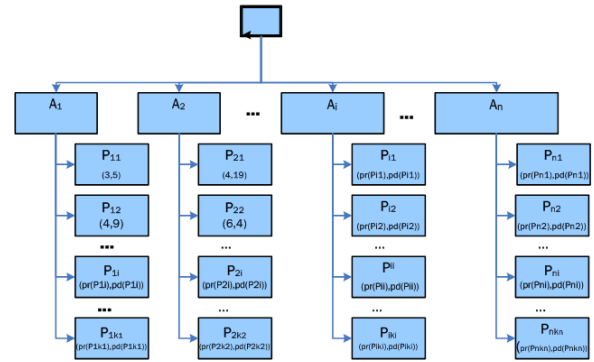 A1 A2 ... Ai ... An
P11 P21 Pi1 Pn1
(3,5) (4,19) (pr(Pi1),pd(Pi1)) (pr(Pn1),pd(Pn1))
P12 P22 Pi2 Pn2
(4,9) (6,4) (pr(Pi2),pd(Pi2)) (pr(Pn2),pd(Pn2))
... ... ... ...
P1i P2i Pii Pni
(pr(P1i),pd(P1i)) (pr(P2i),pd(P2i)) (pr(Pii),pd(Pii)) (pr(Pni),pd(Pni))
... ... ... ...
P1k1 P2k2 Piki Pnkn
(pr(P1k1),pd(P1k1)) (pr(P2k2),pd(P2k2)) (pr(Piki),pd(Piki)) (pr(Pnkn),pd(Pnkn))